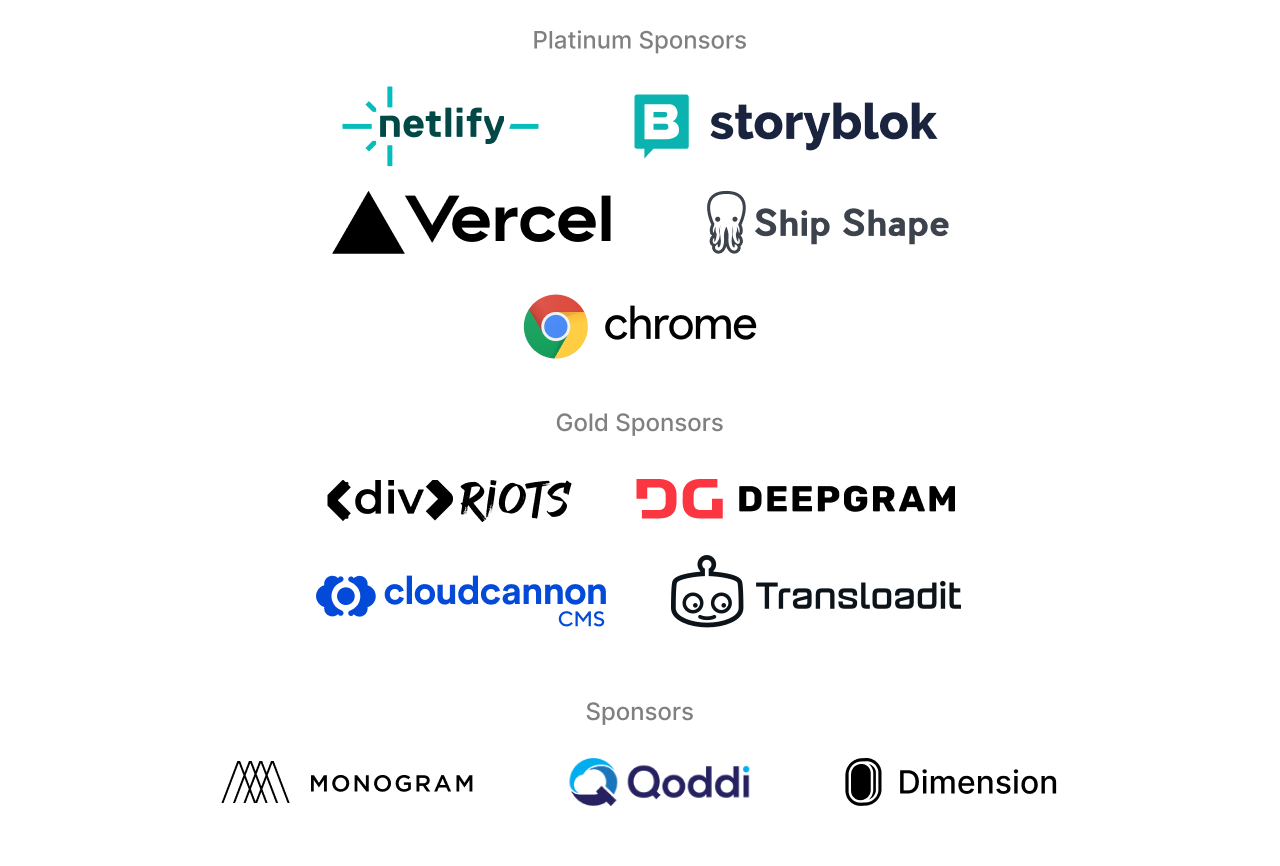 Platinum Sponsors
netlify
storyblok
Vercel
Ship Shape
chrome
Gold Sponsors
<div>RIOTS
DG DEEPGRAM
cloudcannon
CMS
Transloadit
Sponsors
MONOGRAM
Qoddi
Dimension